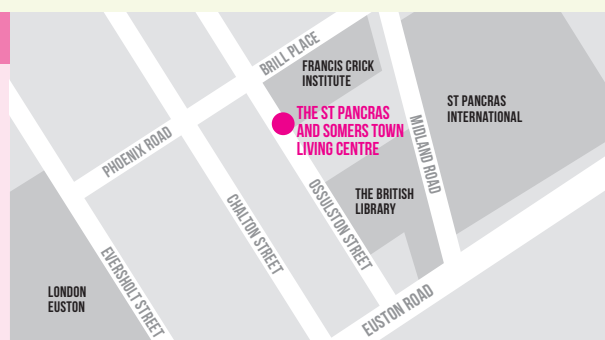 BRILL PLACE
FRANCIS CRICK
INSTITUTE
THE ST PANCRAS
AND SOMERS TOWN
LIVING CENTRE
ST PANCRAS
INTERNATIONAL
PHOENIX ROAD
MIDLAND ROAD
CHALTON STREET
OSSULSTON STREET
THE BRITISH
LIBRARY
EVERSHOLT STREET
LONDON
EUSTON
EUSTON ROAD